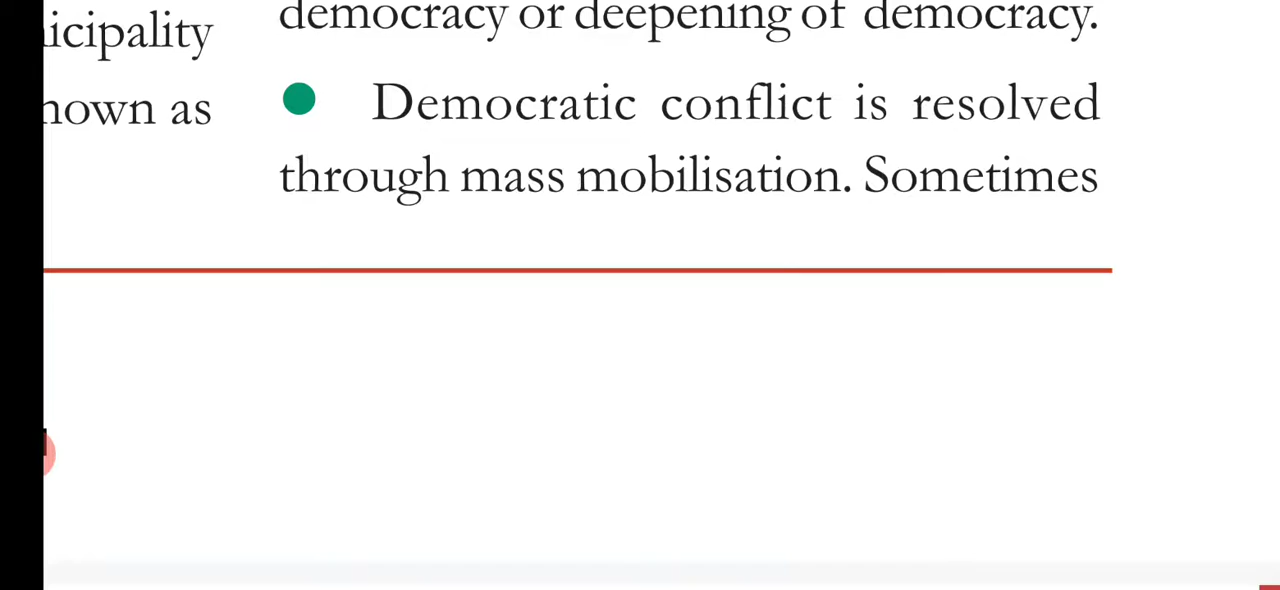 icipality
nown as
democracy or deepening of democracy.
● Democratic conflict is resolved
through mass mobilisation. Sometimes